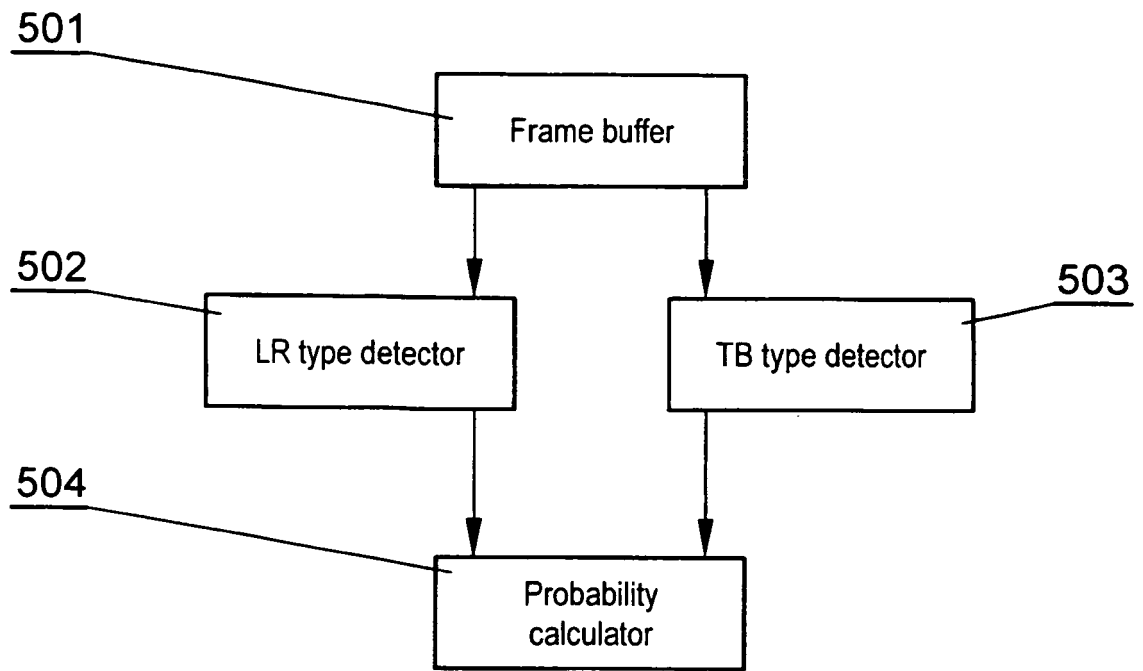 501
Frame buffer
502
503
LR type detector
TB type detector
504
Probability
calculator